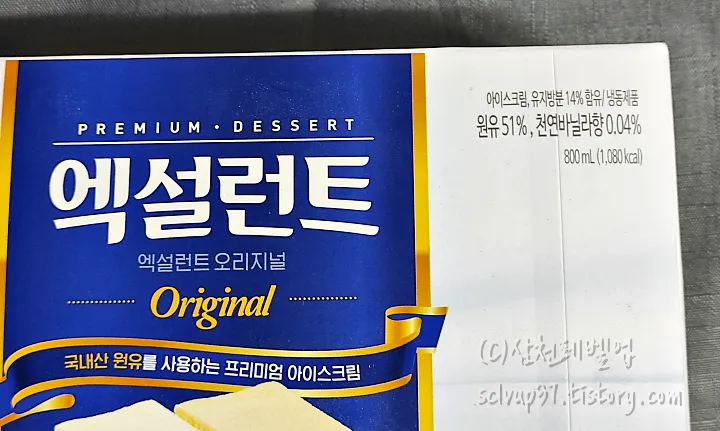 PREMIUM · DESSERT
엑설런트
엑설런트 오리지널
Original
국내산 원유를 사용하는 프리미엄 아이스크림
아이스크림, 유지방분 14% 함유/ 냉동제품
원유 51% , 천연바닐라향 0.04%
800 mL (1,080 kcal)
(C)산천레벨업
sclvup37.tistory.com